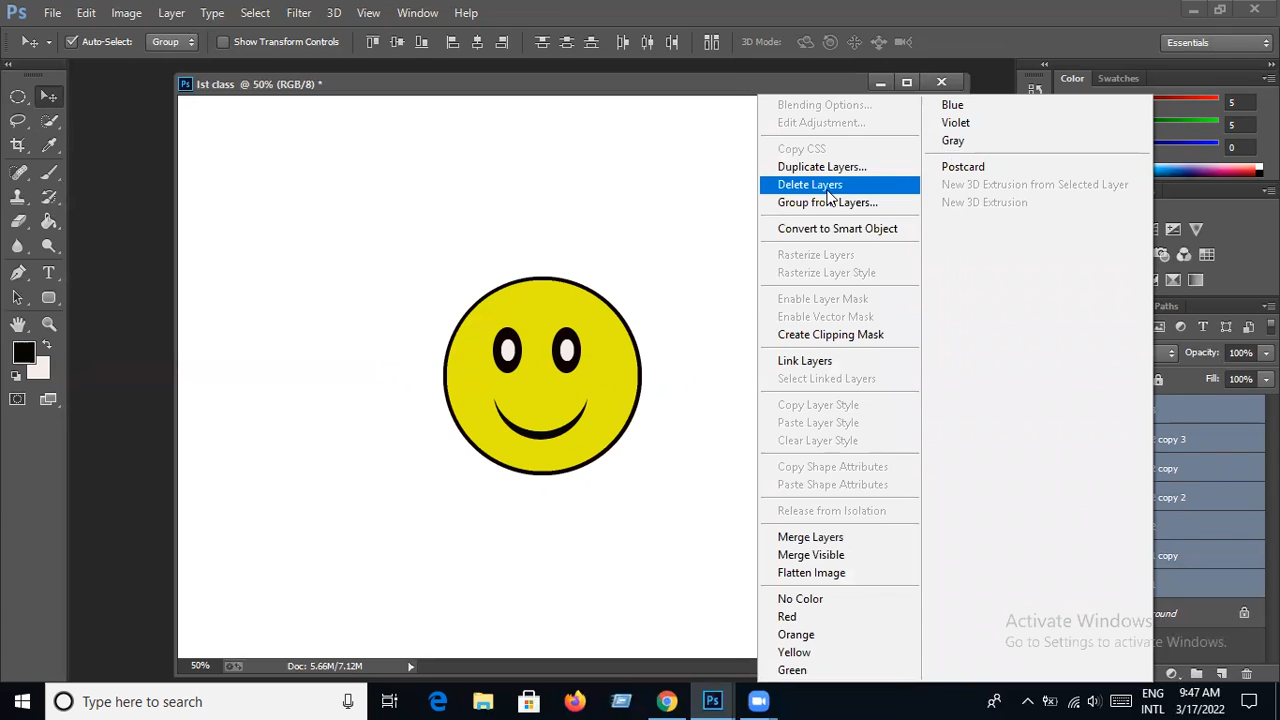 Ps File Edit Image Layer Type Select Filter 3D View Window Help
Auto-Select: Group Show Transform Controls 3D Mode: Essentials
Ps Ist class @ 50% (RGB/8) *
Color Swatches
5
5
0
Blending Options...
Edit Adjustment...
Copy CSS
Duplicate Layers...
Delete Layers
Group from Layers...
Convert to Smart Object
Rasterize Layers
Rasterize Layer Style
Enable Layer Mask
Enable Vector Mask
Create Clipping Mask
Link Layers
Select Linked Layers
Copy Layer Style
Paste Layer Style
Clear Layer Style
Copy Shape Attributes
Paste Shape Attributes
Release from Isolation
Merge Layers
Merge Visible
Flatten Image
No Color
Red
Orange
Yellow
Green
Blue
Violet
Gray
Postcard
New 3D Extrusion from Selected Layer
New 3D Extrusion
Paths
Opacity: 100%
Fill: 100%
copy 3
copy
copy 2
copy
ound
Activate Windows
Go to Settings to activate Windows.
50% Doc: 5.66M/7.12M
Type here to search
Ps
ENG
INTL
9:47 AM
3/17/2022